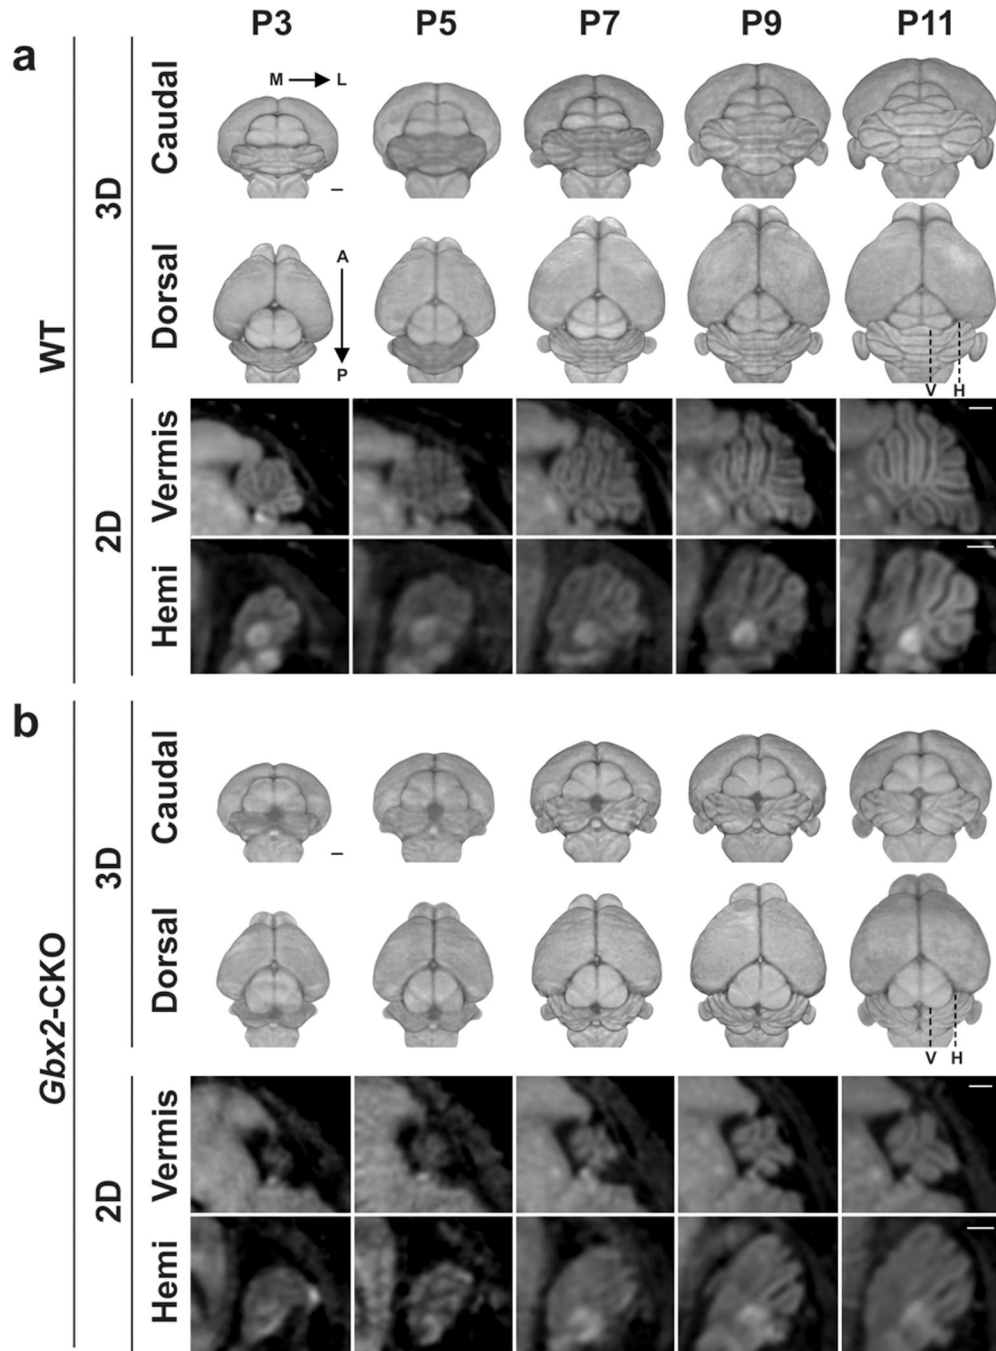 P3 P5 P7 P9 P11
a
WT
3D
Caudal
M L
Dorsal
A
P
V H
2D
Vermis
Hemi
b
Gbx2-CKO
3D
Caudal
Dorsal
V H
2D
Vermis
Hemi